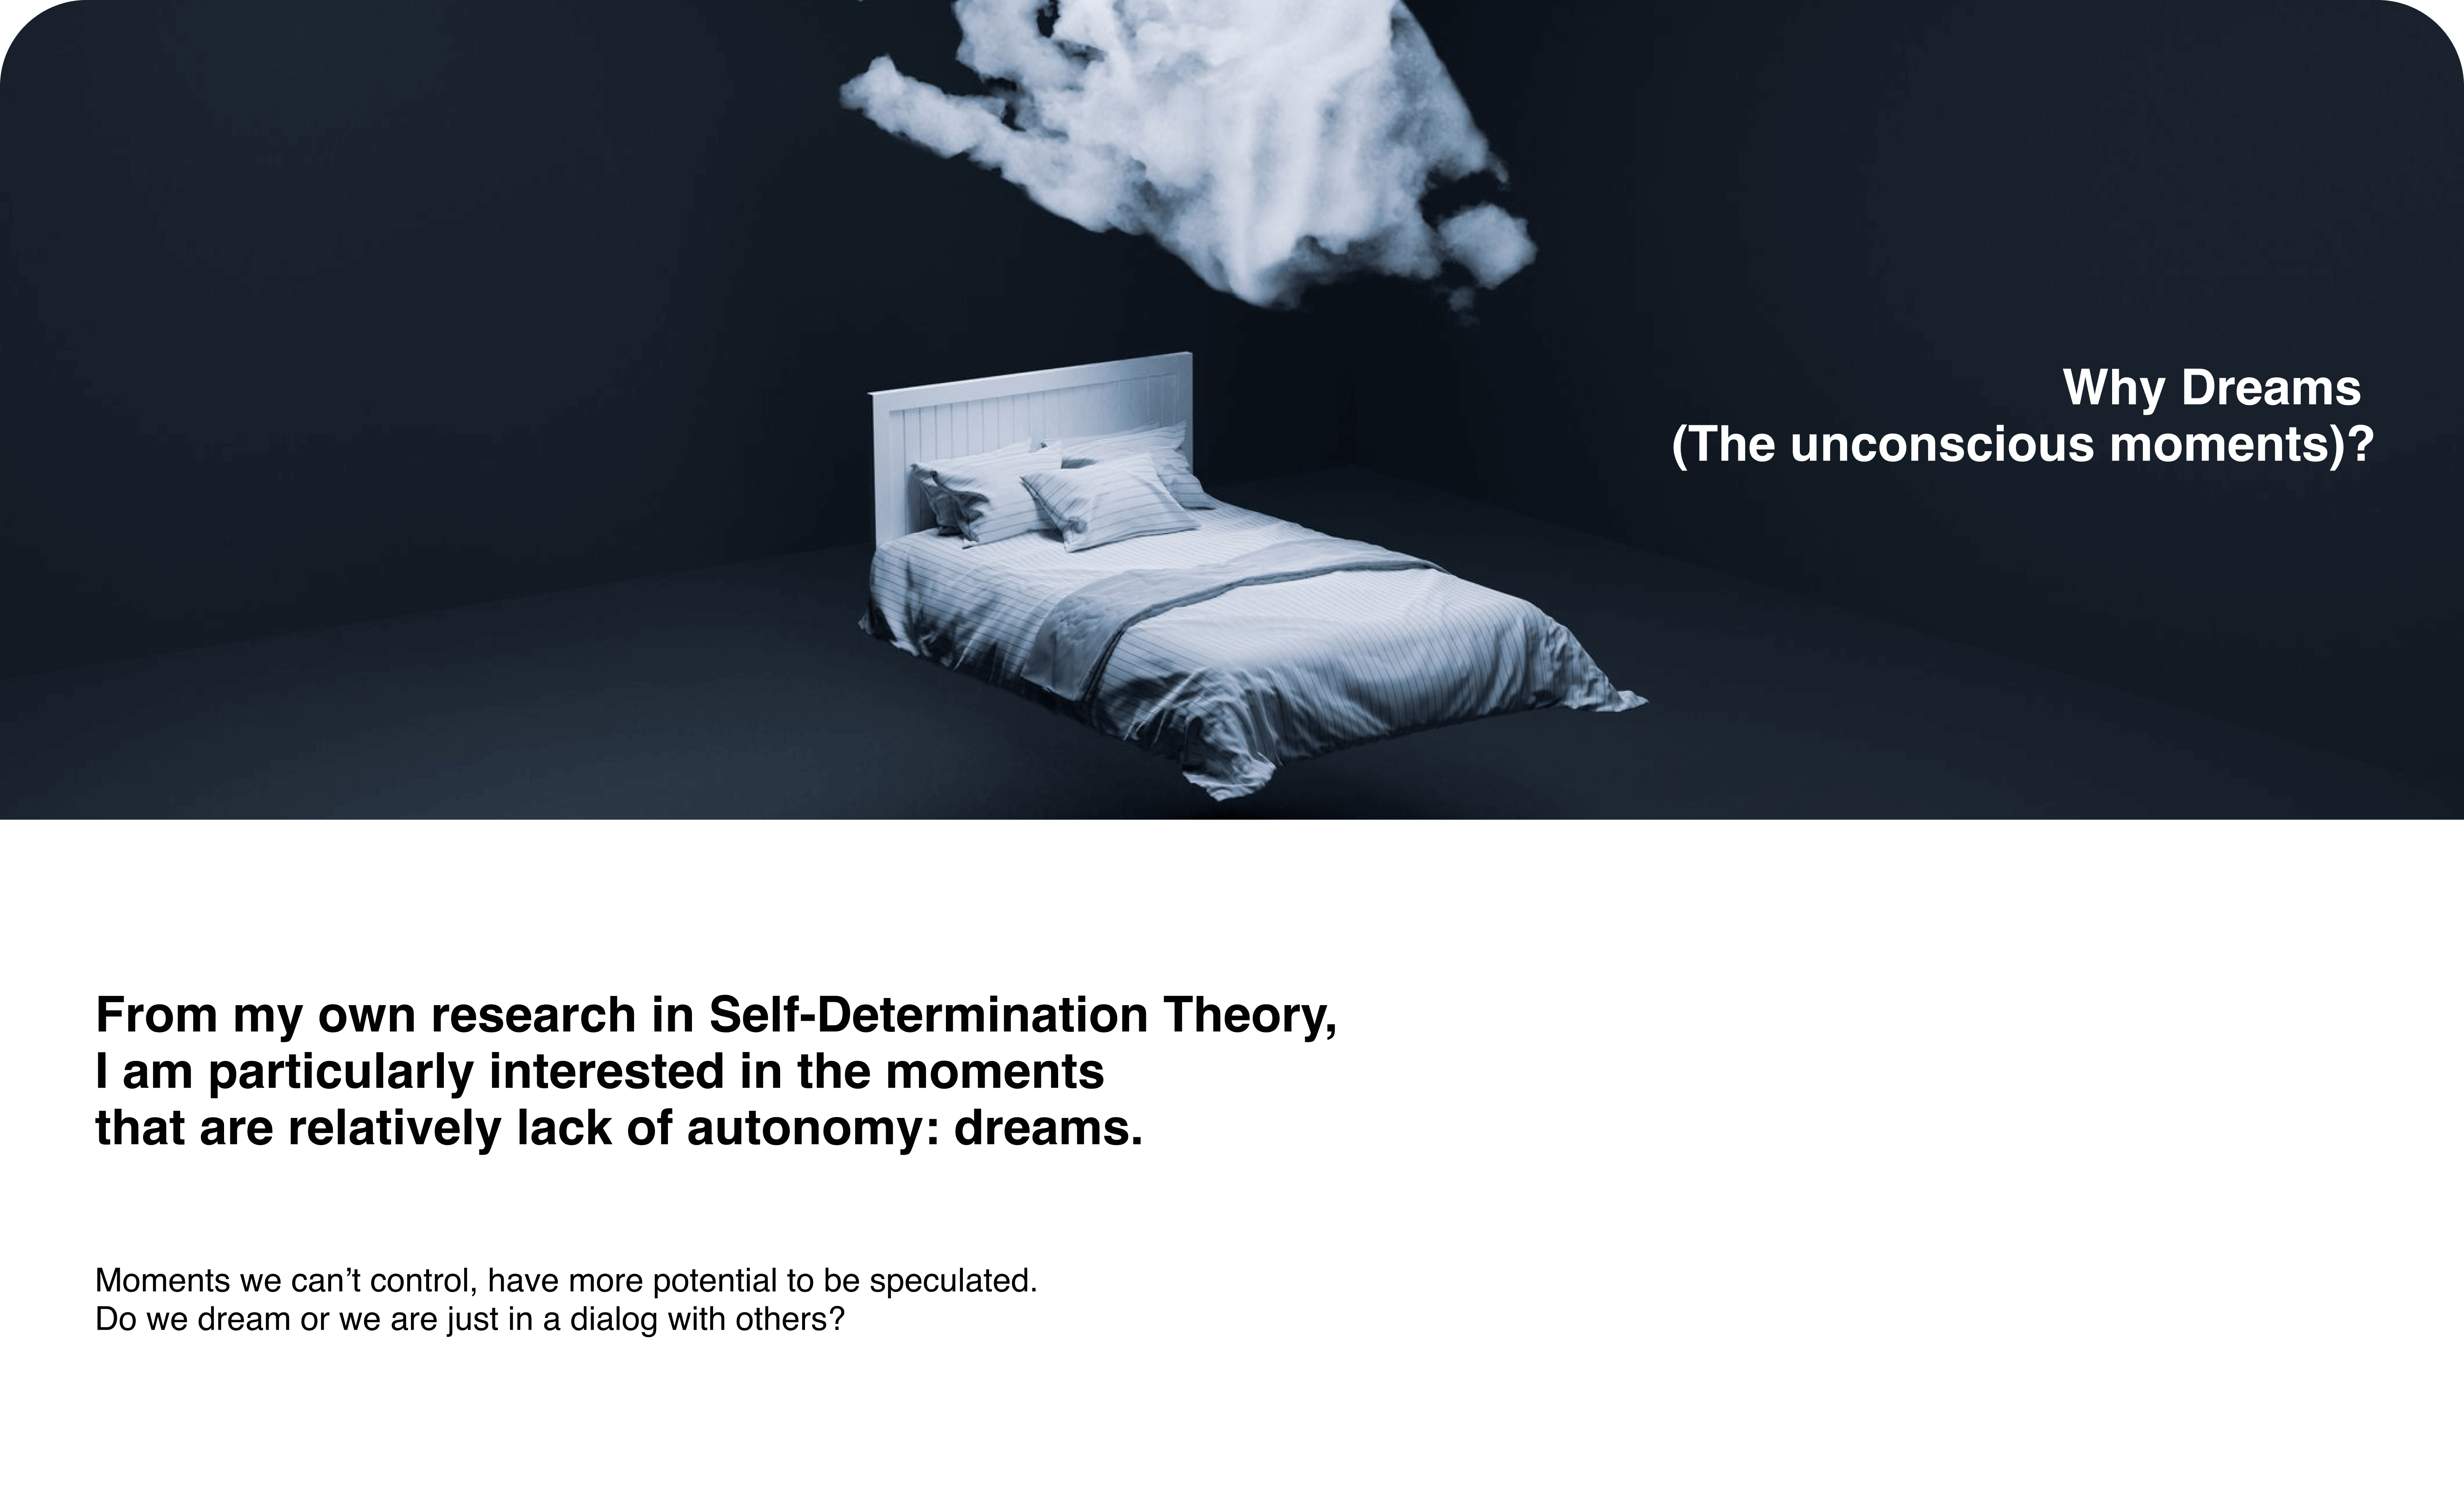 Why Dreams
(The unconscious moments)?
From my own research in Self-Determination Theory,
I am particularly interested in the moments
that are relatively lack of autonomy: dreams.
Moments we can’t control, have more potential to be speculated.
Do we dream or we are just in a dialog with others?